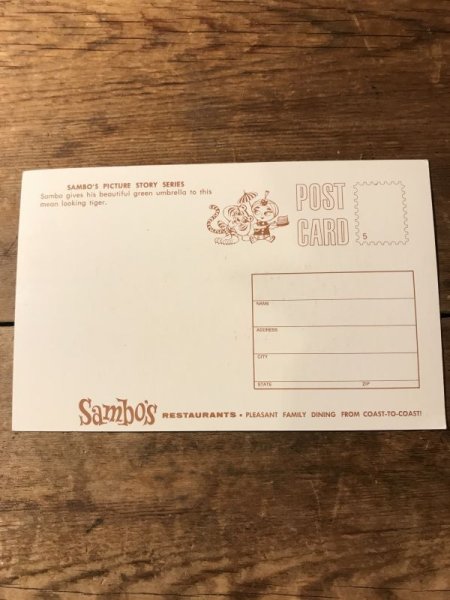 SAMBO'S PICTURE STORY SERIES
Sambo gives his beautiful green umbrella to this
mean looking tiger.
POST
CARD
5
NAME
ADDRESS
CITY
STATE ZIP
Sambo's RESTAURANTS • PLEASANT FAMILY DINING FROM COAST-TO-COAST!